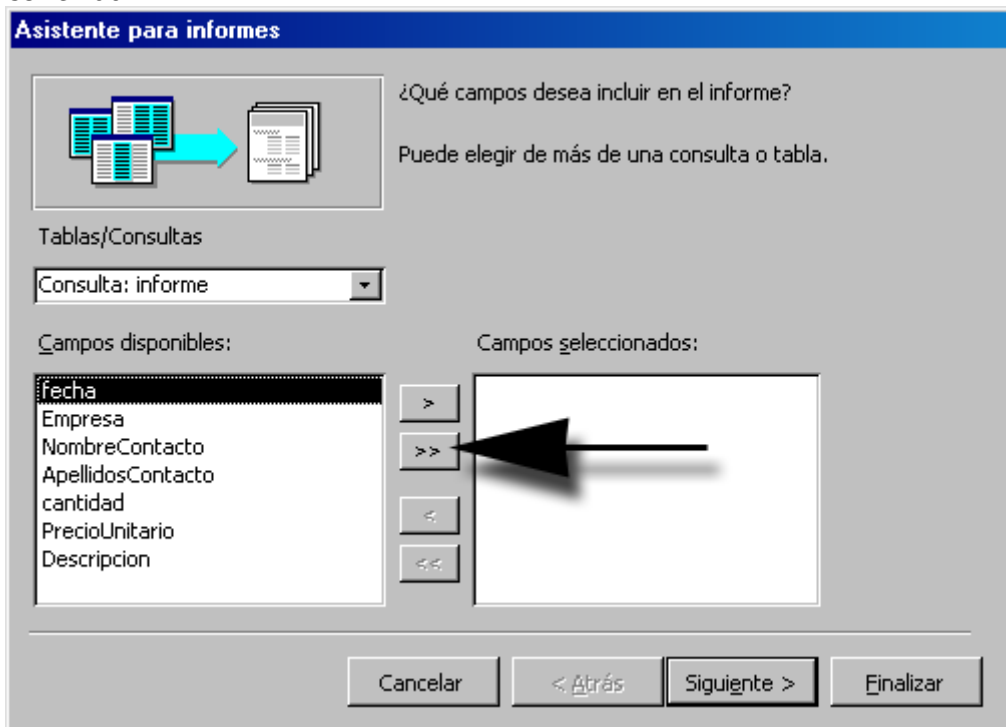 Asistente para informes
¿Qué campos desea incluir en el informe?
Puede elegir de más de una consulta o tabla.
Tablas/Consultas
Consulta: informe
Campos disponibles:
Campos seleccionados:
fecha
Empresa
NombreContacto
ApellidosContacto
cantidad
PrecioUnitario
Descripcion
>
>>
<
<<
Cancelar
< Atrás
Siguiente >
Finalizar